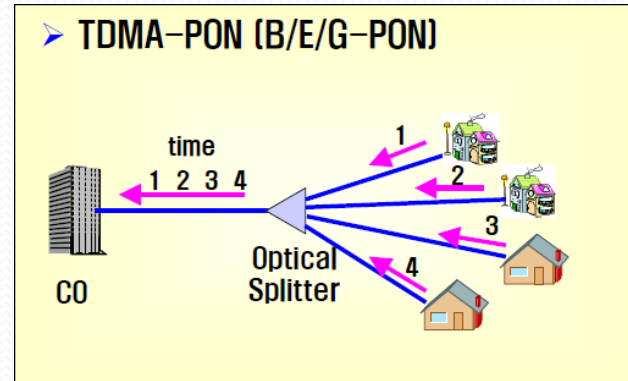 ➢ TDMA-PON (B/E/G-PON)
time
1 2 3 4
1
2
3
4
Optical
Splitter
CO